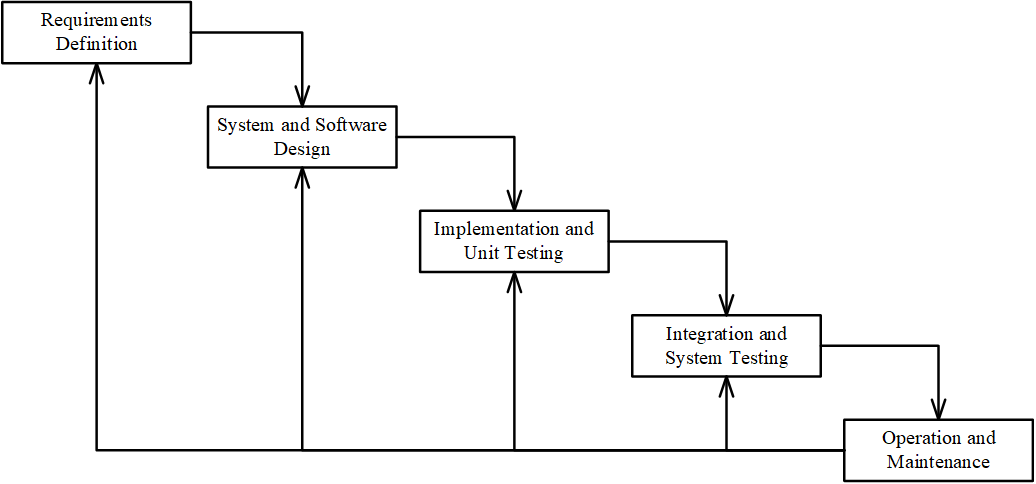 Requirements
Definition
System and Software
Design
Implementation and
Unit Testing
Integration and
System Testing
Operation and
Maintenance